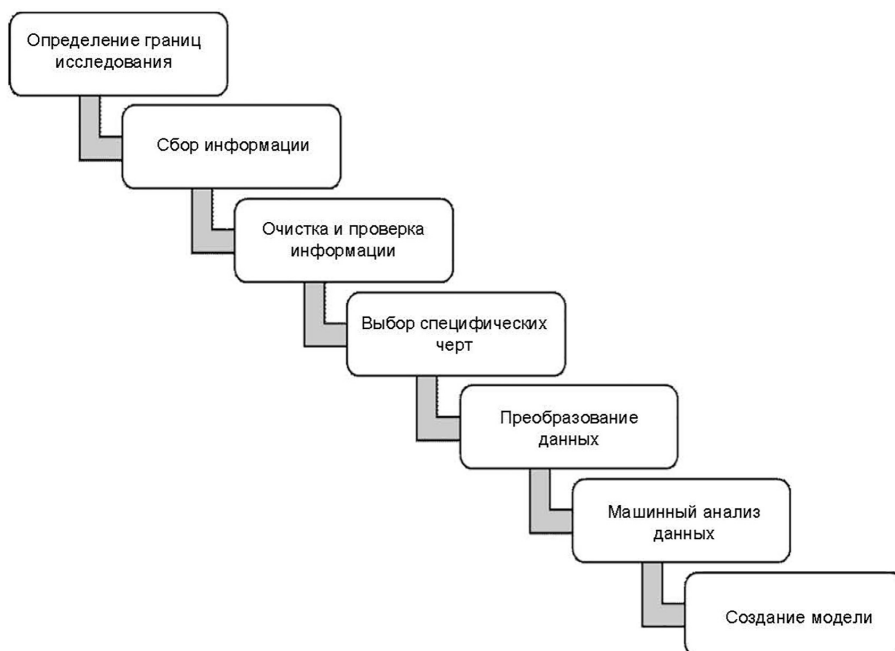 Определение границ
исследования
Сбор информации
Очистка и проверка
информации
Выбор специфических
черт
Преобразование
данных
Машинный анализ
данных
Создание модели